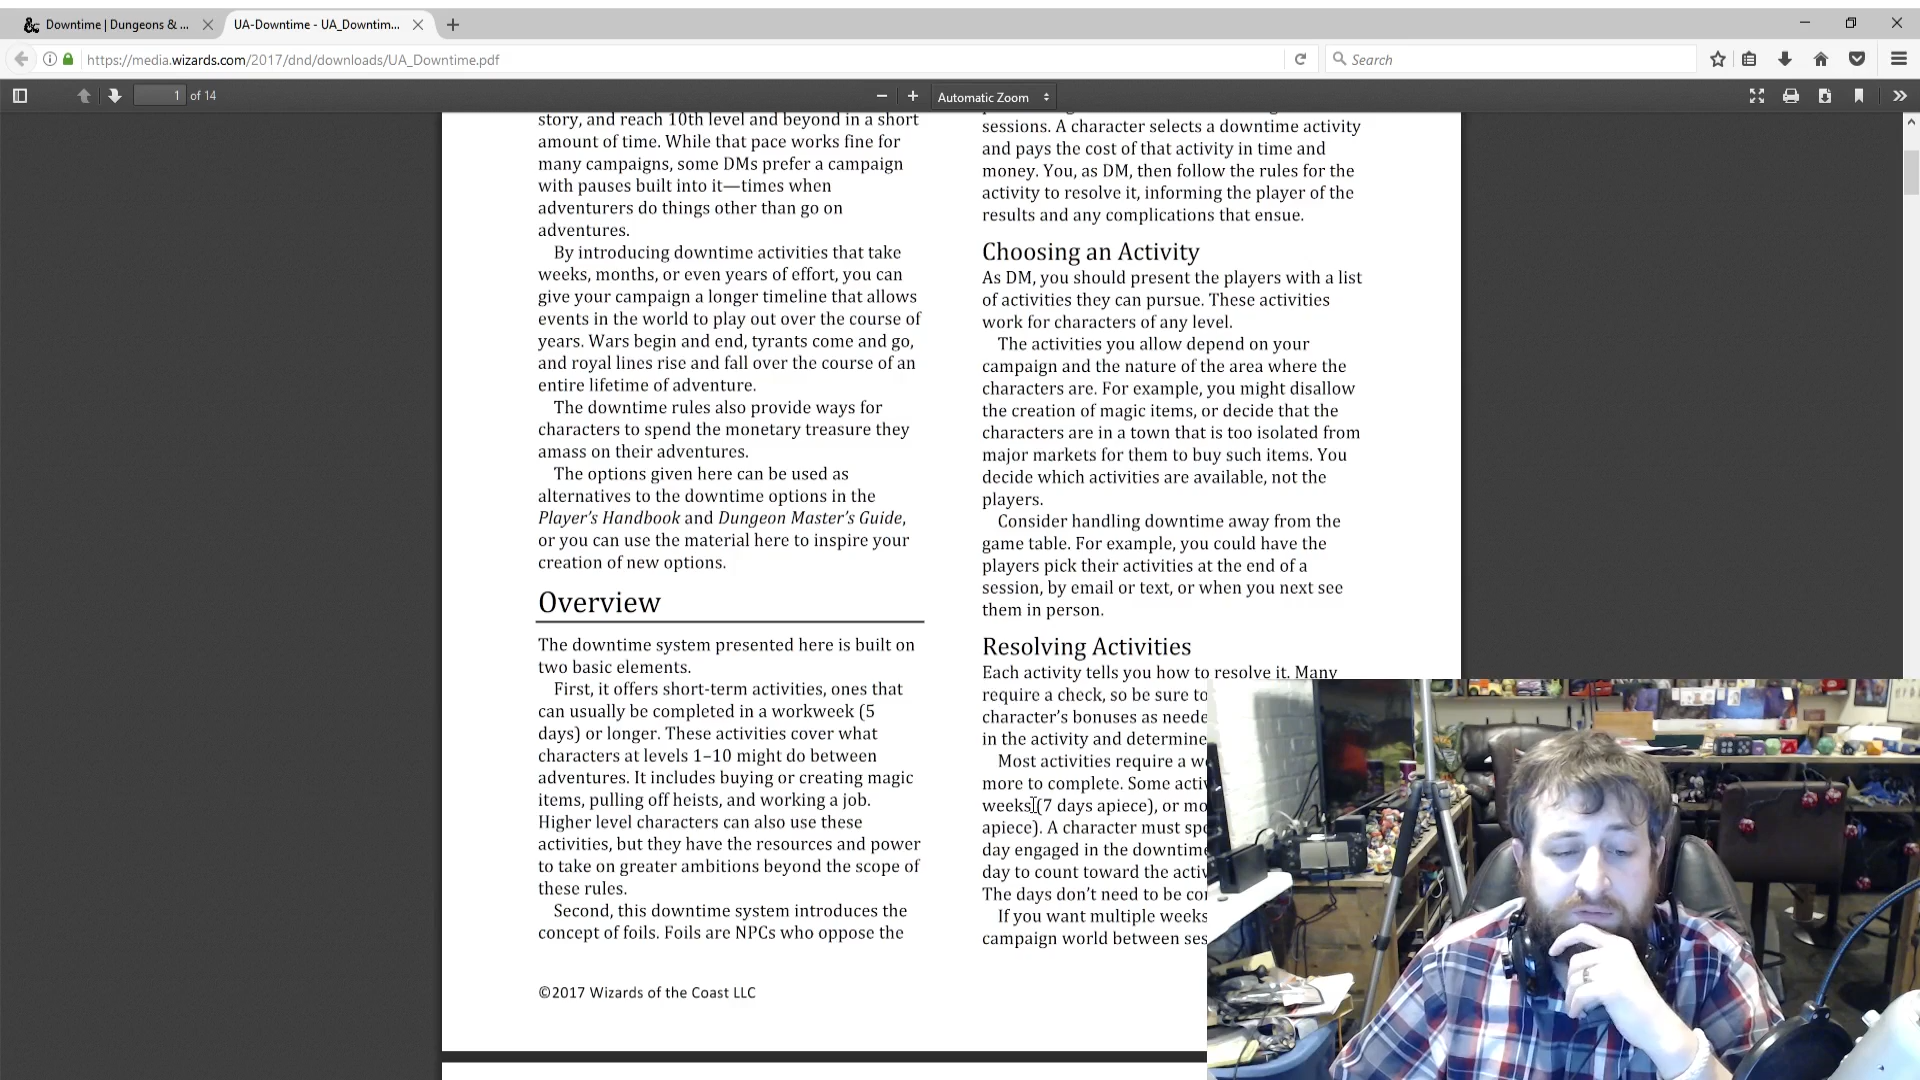 Downtime | Dungeons & ...
UA-Downtime - UA_Downtim...
https://media.wizards.com/2017/dnd/downloads/UA_Downtime.pdf
Search
1 of 14
Automatic Zoom
story, and reach 10th level and beyond in a short
amount of time. While that pace works fine for
many campaigns, some DMs prefer a campaign
with pauses built into it—times when
adventurers do things other than go on
adventures.
By introducing downtime activities that take
weeks, months, or even years of effort, you can
give your campaign a longer timeline that allows
events in the world to play out over the course of
years. Wars begin and end, tyrants come and go,
and royal lines rise and fall over the course of an
entire lifetime of adventure.
The downtime rules also provide ways for
characters to spend the monetary treasure they
amass on their adventures.
The options given here can be used as
alternatives to the downtime options in the
Player's Handbook and Dungeon Master's Guide,
or you can use the material here to inspire your
creation of new options.
Overview
The downtime system presented here is built on
two basic elements.
First, it offers short-term activities, ones that
can usually be completed in a workweek (5
days) or longer. These activities cover what
characters at levels 1–10 might do between
adventures. It includes buying or creating magic
items, pulling off heists, and working a job.
Higher level characters can also use these
activities, but they have the resources and power
to take on greater ambitions beyond the scope of
these rules.
Second, this downtime system introduces the
concept of foils. Foils are NPCs who oppose the
©2017 Wizards of the Coast LLC
sessions. A character selects a downtime activity
and pays the cost of that activity in time and
money. You, as DM, then follow the rules for the
activity to resolve it, informing the player of the
results and any complications that ensue.
Choosing an Activity
As DM, you should present the players with a list
of activities they can pursue. These activities
work for characters of any level.
The activities you allow depend on your
campaign and the nature of the area where the
characters are. For example, you might disallow
the creation of magic items, or decide that the
characters are in a town that is too isolated from
major markets for them to buy such items. You
decide which activities are available, not the
players.
Consider handling downtime away from the
game table. For example, you could have the
players pick their activities at the end of a
session, by email or text, or when you next see
them in person.
Resolving Activities
Each activity tells you how to resolve it. Many
require a check, so be sure to
character's bonuses as neede
in the activity and determine
Most activities require a w
more to complete. Some activ
weeks (7 days apiece), or mo
apiece). A character must spe
day engaged in the downtime
day to count toward the activ
The days don't need to be co
If you want multiple weeks
campaign world between ses